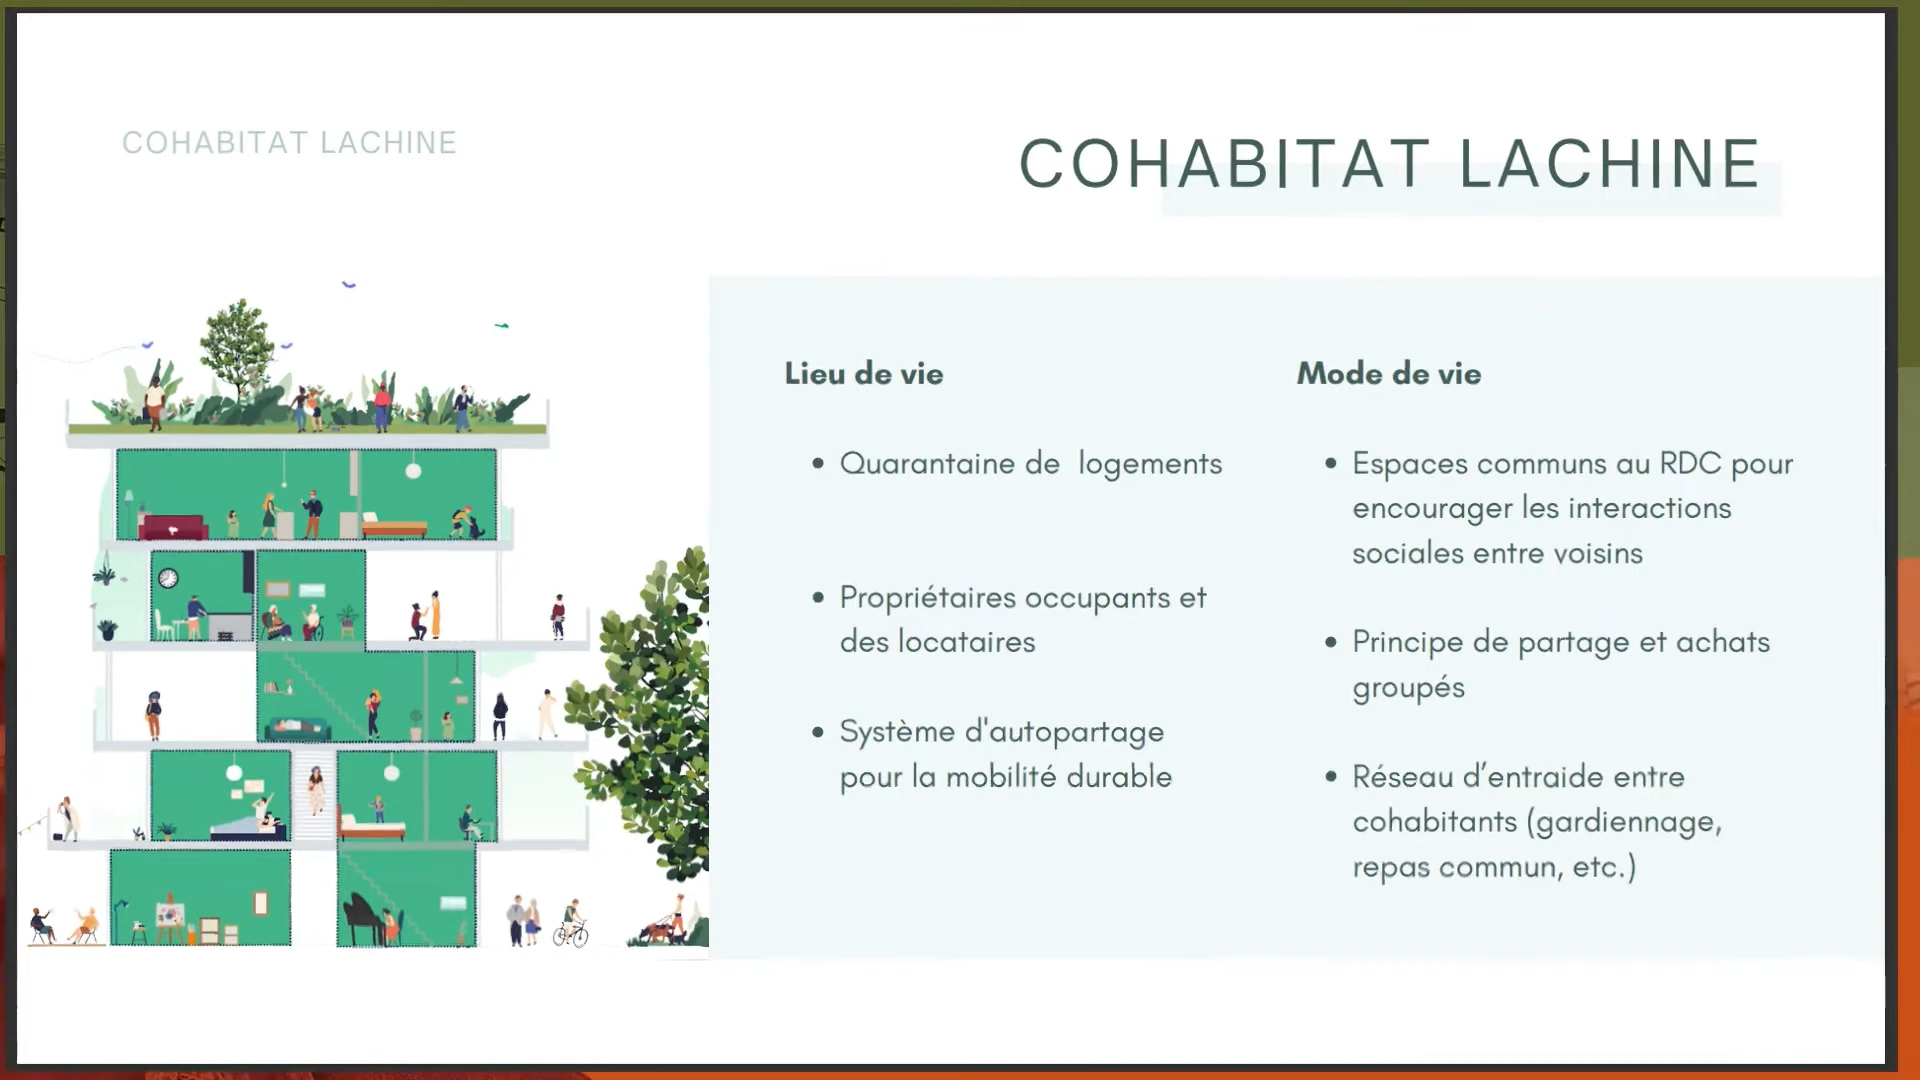 COHABITAT LACHINE
COHABITAT LACHINE
Lieu de vie
• Quarantaine de logements
• Propriétaires occupants et
des locataires
• Système d'autopartage
pour la mobilité durable
Mode de vie
• Espaces communs au RDC pour
encourager les interactions
sociales entre voisins
• Principe de partage et achats
groupés
• Réseau d’entraide entre
cohabitants (gardiennage,
repas commun, etc.)